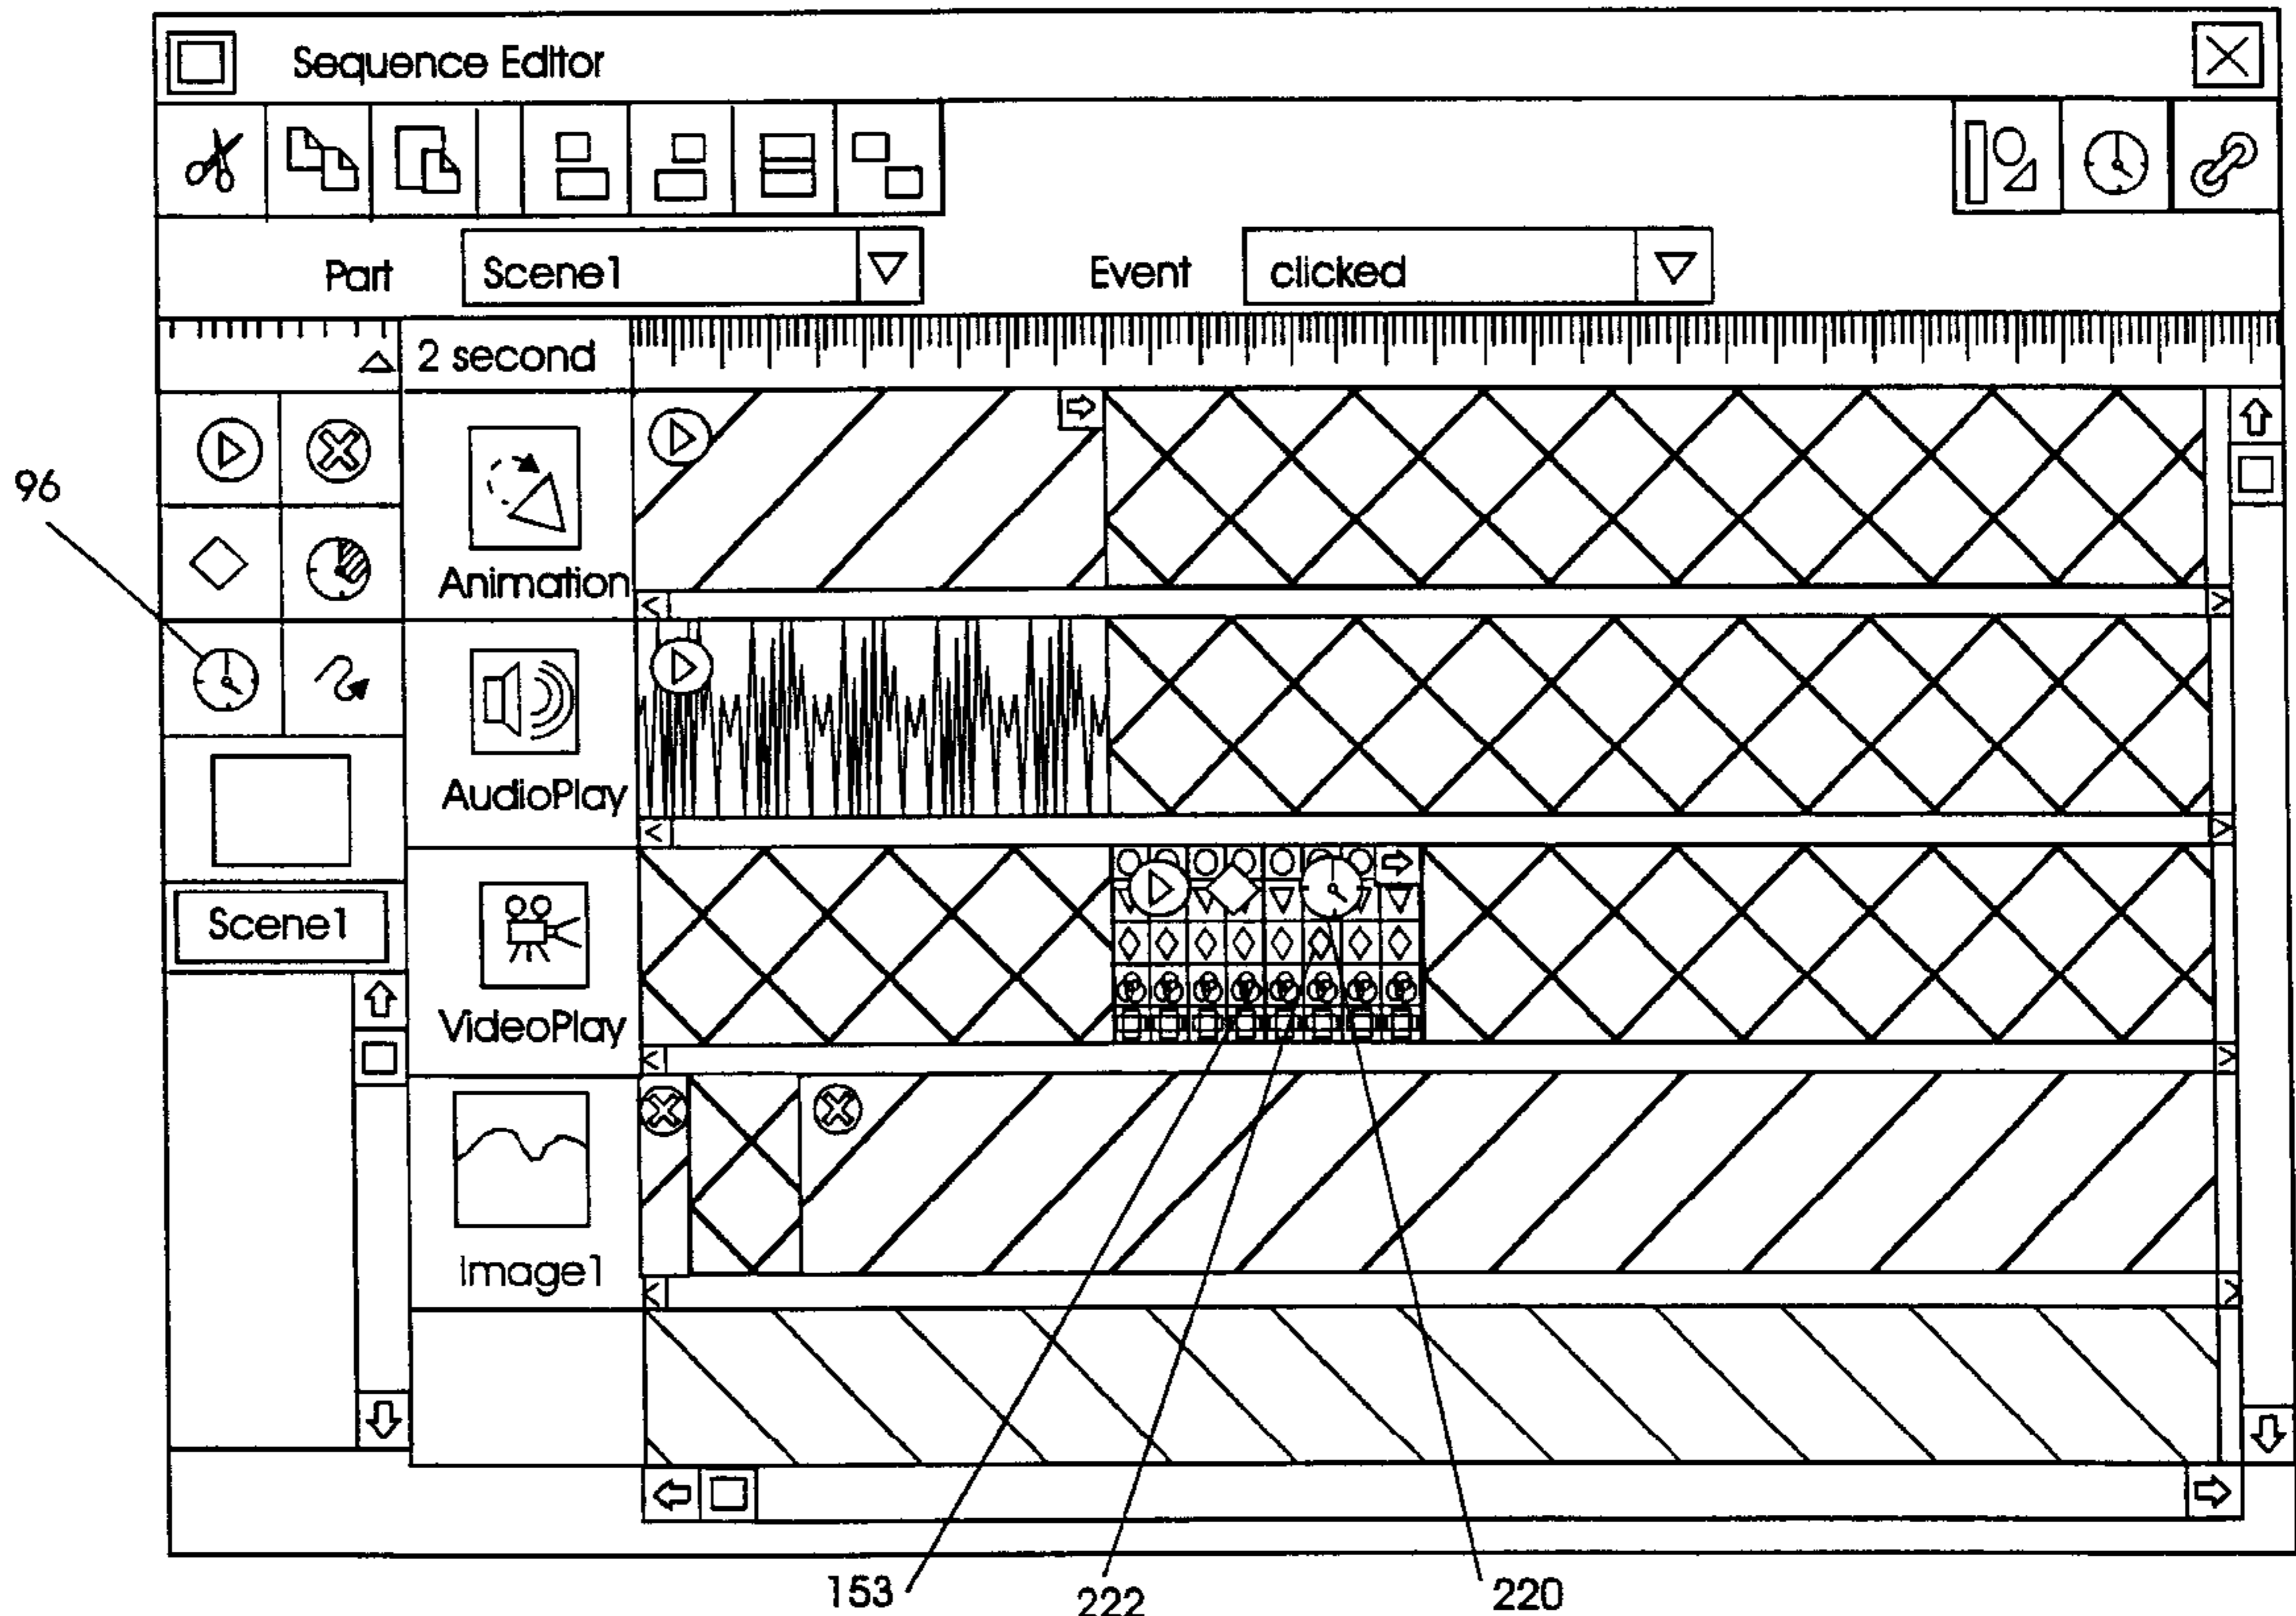 Sequence Editor
Part Scene1 Event clicked
2 second
96
Animation
AudioPlay
Scene1
VideoPlay
Image1
153 222 220